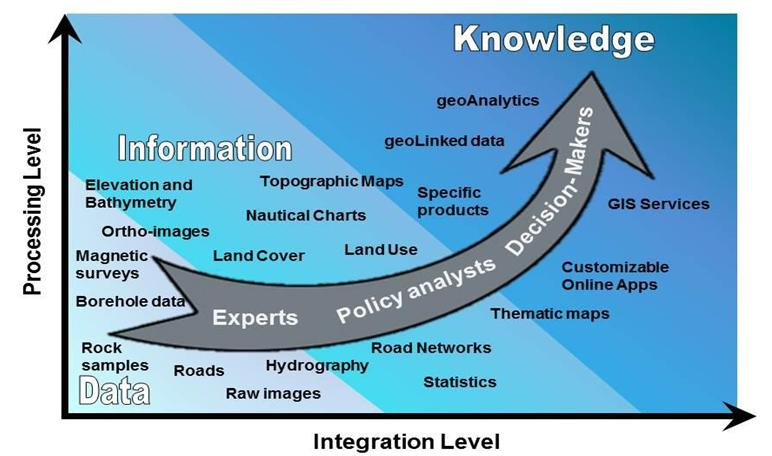 Knowledge
geoAnalytics
geoLinked data
Information
Elevation and
Bathymetry
Topographic Maps
Specific
products
GIS Services
Nautical Charts
Ortho-images
Land Cover
Land Use
Magnetic
surveys
Customizable
Online Apps
Borehole data
Experts
Policy analysts
Decision-Makers
Thematic maps
Rock
samples
Roads
Hydrography
Road Networks
Raw images
Statistics
Data
Processing Level
Integration Level